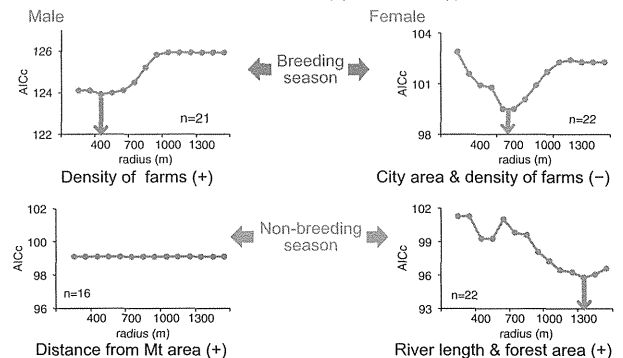 Male
Female
126
124
122
AICc
n=21
400 700 1000 1300
radius (m)
Density of farms (+)
Breeding
season
104
101
98
AICc
n=22
400 700 1000 1300
radius (m)
City area & density of farms (−)
102
100
98
96
AICc
n=16
400 700 1000 1300
radius (m)
Distance from Mt area (+)
Non-breeding
season
102
99
96
93
AICc
n=22
400 700 1000 1300
radius (m)
River length & forest area (+)